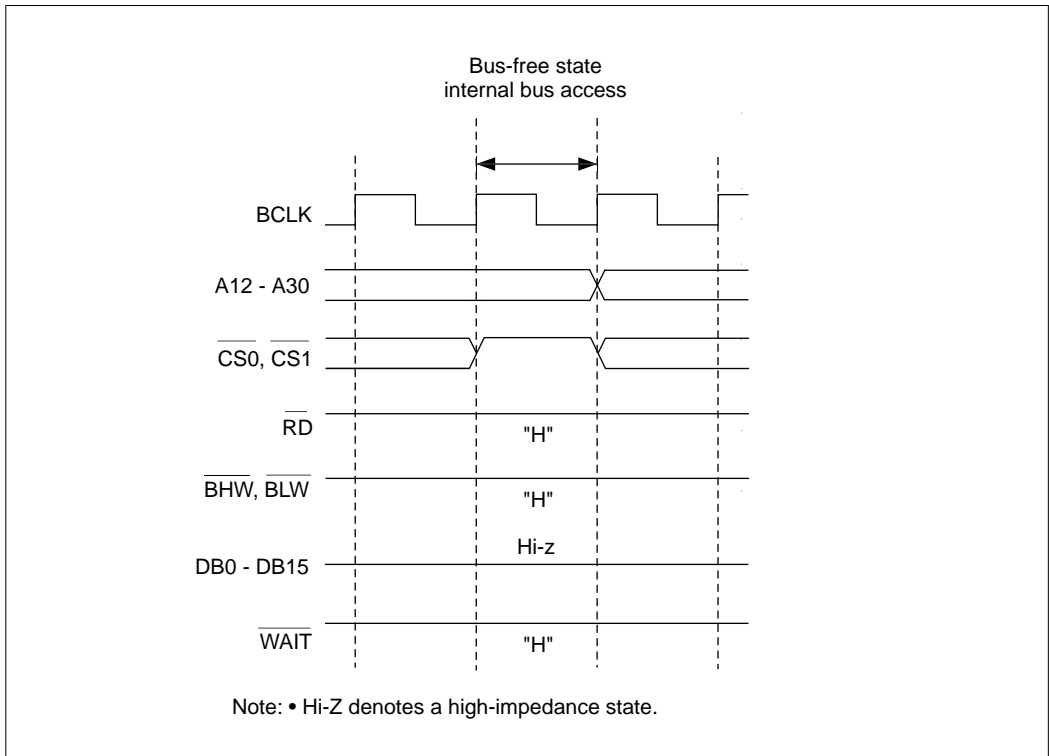 Bus-free state
internal bus access
BCLK
A12 - A30
CS0, CS1
RD
"H"
BHW, BLW
"H"
Hi-z
DB0 - DB15
WAIT
"H"
Note: • Hi-Z denotes a high-impedance state.